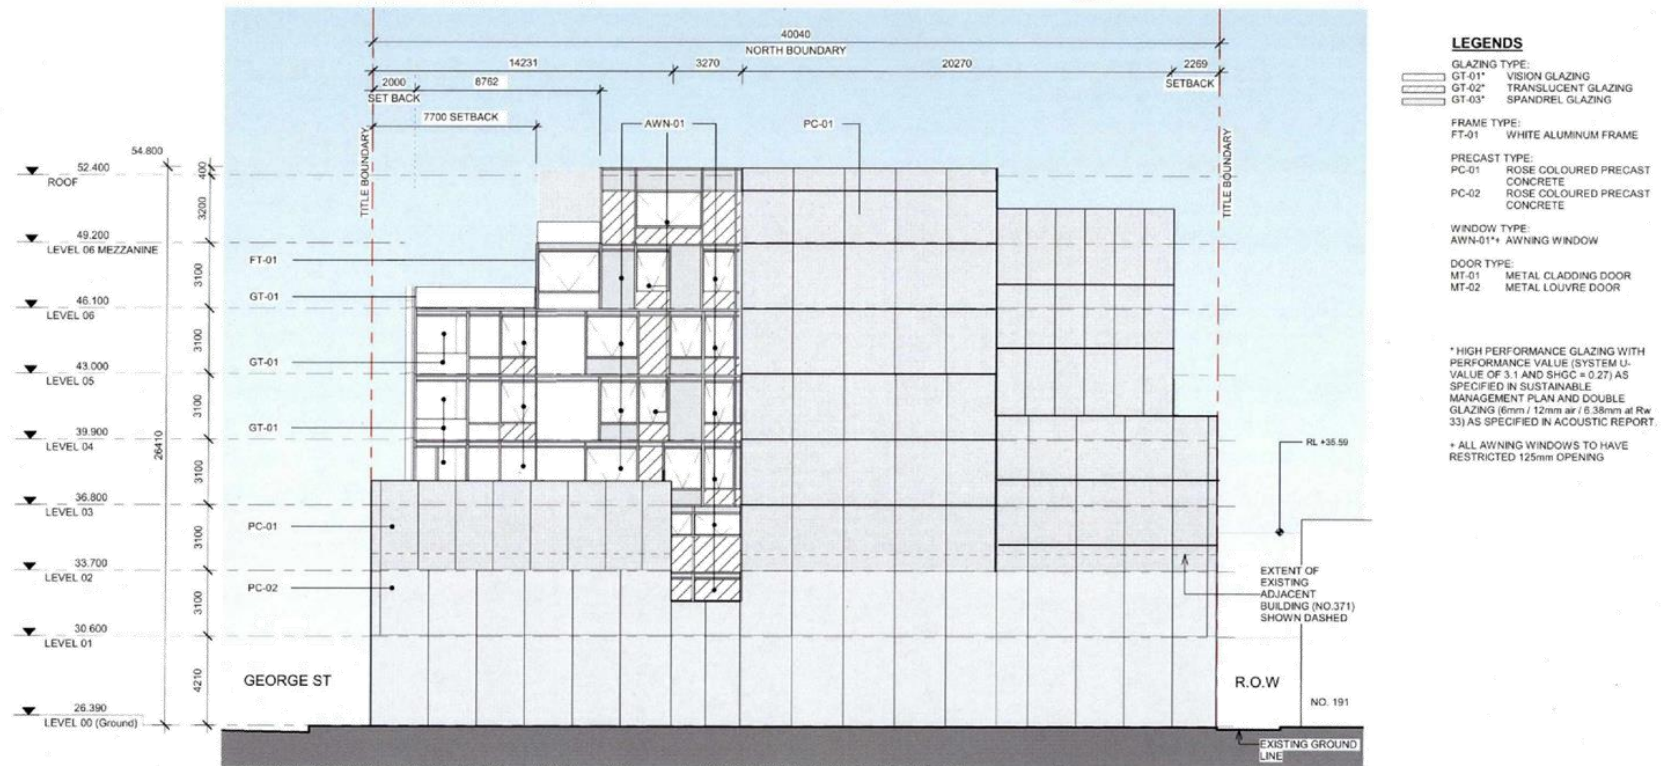 40040
NORTH BOUNDARY
14231
3270
20270
2269
SETBACK
2000
8762
SET BACK
7700 SETBACK
AWN-01
PC-01
TITLE BOUNDARY
TITLE BOUNDARY
54.800
52.400
ROOF
49.200
LEVEL 06 MEZZANINE
46.100
LEVEL 06
43.000
LEVEL 05
39.900
LEVEL 04
36.800
LEVEL 03
33.700
LEVEL 02
30.600
LEVEL 01
26.390
LEVEL 00 (Ground)
26410
400
3200
3100
3100
3100
3100
3100
3100
4210
FT-01
GT-01
GT-01
GT-01
PC-01
PC-02
GEORGE ST
RL +35.59
EXTENT OF
EXISTING
ADJACENT
BUILDING (NO.371)
SHOWN DASHED
R.O.W
NO. 191
EXISTING GROUND
LINE
LEGENDS
GLAZING TYPE:
GT-01* VISION GLAZING
GT-02* TRANSLUCENT GLAZING
GT-03* SPANDREL GLAZING
FRAME TYPE:
FT-01 WHITE ALUMINUM FRAME
PRECAST TYPE:
PC-01 ROSE COLOURED PRECAST
CONCRETE
PC-02 ROSE COLOURED PRECAST
CONCRETE
WINDOW TYPE:
AWN-01*+ AWNING WINDOW
DOOR TYPE:
MT-01 METAL CLADDING DOOR
MT-02 METAL LOUVRE DOOR
* HIGH PERFORMANCE GLAZING WITH
PERFORMANCE VALUE (SYSTEM U-
VALUE OF 3.1 AND SHGC = 0.27) AS
SPECIFIED IN SUSTAINABLE
MANAGEMENT PLAN AND DOUBLE
GLAZING (6mm / 12mm air / 6.38mm at Rw
33) AS SPECIFIED IN ACOUSTIC REPORT.
+ ALL AWNING WINDOWS TO HAVE
RESTRICTED 125mm OPENING